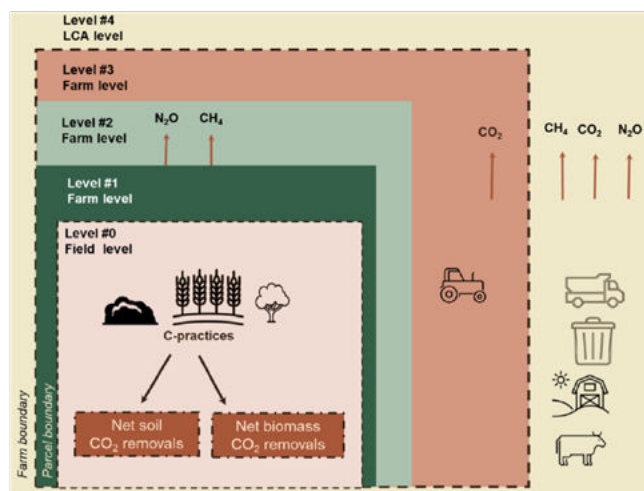 Level #4
LCA level
Level #3
Farm level
Level #2
Farm level
N₂O
CH₄
CO₂
CH₄
CO₂
N₂O
Level #1
Farm level
Level #0
Field level
C-practices
Net soil
CO₂ removals
Net biomass
CO₂ removals
Farm boundary
Parcel boundary